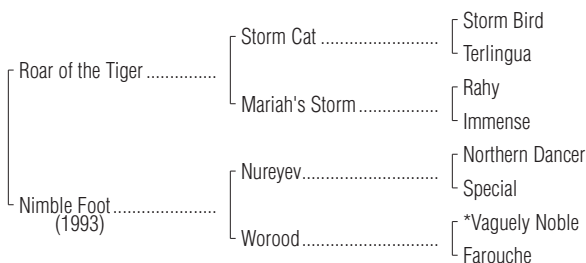 Storm Bird
Storm Cat ........................
Terlingua
Roar of the Tiger ..............
Rahy
Mariah's Storm ................
Immense
Northern Dancer
Nureyev...........................
Special
Nimble Foot.....................
(1993)
*Vaguely Noble
Worood...........................
Farouche